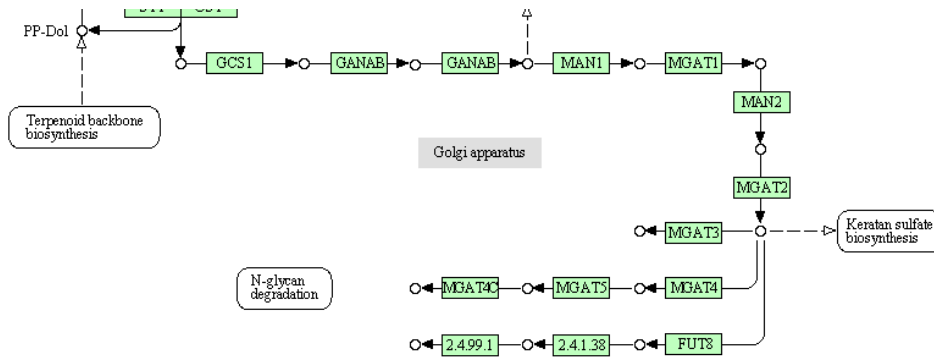 PP-Dol
GCS1
GANAB
GANAB
MAN1
MGAT1
MAN2
Terpenoid backbone
biosynthesis
Golgi apparatus
MGAT2
MGAT3
Keratan sulfate
biosynthesis
N-glycan
degradation
MGAT4C
MGAT5
MGAT4
2.4.99.1
2.4.1.38
FUT8